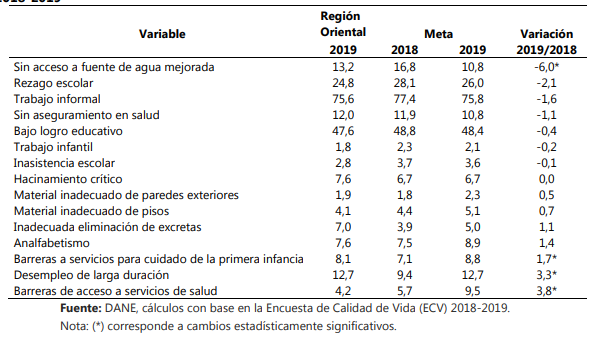 2018-2019
Variable Región Oriental Meta Variación
2019 2018 2019 2019/2018
Sin acceso a fuente de agua mejorada 13,2 16,8 10,8 -6,0*
Rezago escolar 24,8 28,1 26,0 -2,1
Trabajo informal 75,6 77,4 75,8 -1,6
Sin aseguramiento en salud 12,0 11,9 10,8 -1,1
Bajo logro educativo 47,6 48,8 48,4 -0,4
Trabajo infantil 1,8 2,3 2,1 -0,2
Inasistencia escolar 2,8 3,7 3,6 -0,1
Hacinamiento crítico 7,6 6,7 6,7 0,0
Material inadecuado de paredes exteriores 1,9 1,8 2,3 0,5
Material inadecuado de pisos 4,1 4,4 5,1 0,7
Inadecuada eliminación de excretas 7,0 3,9 5,0 1,1
Analfabetismo 7,6 7,5 8,9 1,4
Barreras a servicios para cuidado de la primera infancia 8,1 7,1 8,8 1,7*
Desempleo de larga duración 12,7 9,4 12,7 3,3*
Barreras de acceso a servicios de salud 4,2 5,7 9,5 3,8*
Fuente: DANE, cálculos con base en la Encuesta de Calidad de Vida (ECV) 2018-2019.
Nota: (*) corresponde a cambios estadísticamente significativos.